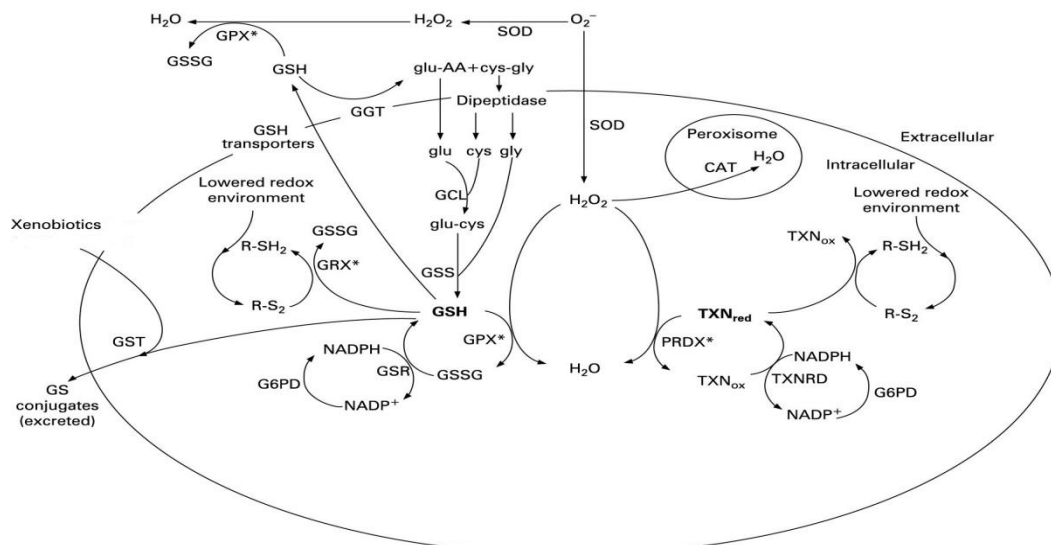 H₂O
H₂O₂
O₂⁻
GPX*
SOD
GSSG
GSH
glu-AA+cys-gly
GGT
Dipeptidase
GSH
transporters
SOD
Peroxisome
H₂O
CAT
Extracellular
Intracellular
glu
cys
gly
Lowered redox
environment
GCL
H₂O₂
Lowered redox
environment
Xenobiotics
glu-cys
GSSG
TXNₒₓ
R-SH₂
R-SH₂
GRX*
GSS
R-S₂
GSH
TXN_red
R-S₂
GST
GPX*
PRDX*
NADPH
NADPH
GSR
GSSG
H₂O
TXNₒₓ
TXNRD
G6PD
G6PD
GS
conjugates
(excreted)
NADP⁺
NADP⁺